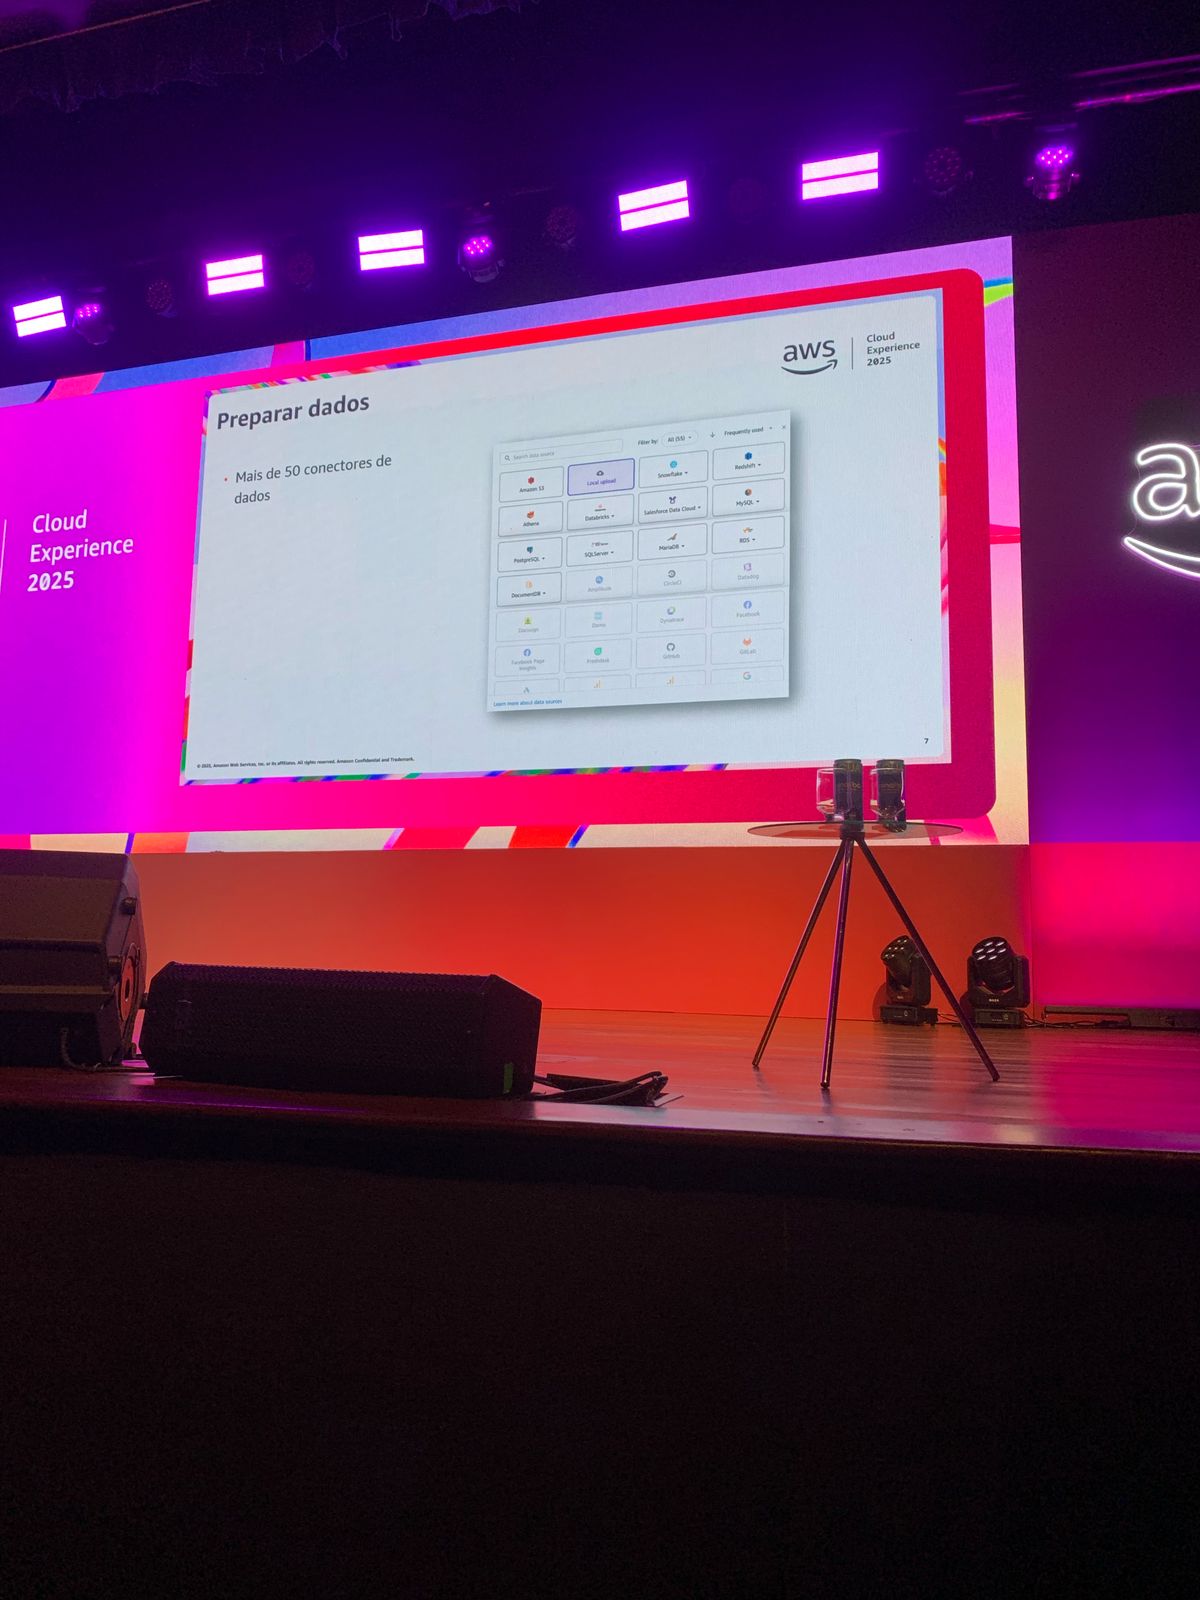 Cloud
Experience
2025
Preparar dados
• Mais de 50 conectores de
dados
aws
Cloud
Experience
2025
Search data source
Filter by: All (55)
Frequently used
Amazon S3
Local upload
Snowflake
Redshift
Athena
Databricks
Salesforce Data Cloud
MySQL
PostgreSQL
SQLServer
MariaDB
RDS
DocumentDB
Amplitude
CircleCI
Datadog
Docusign
Domo
Dynatrace
Facebook
Facebook Page
Insights
Freshdesk
GitHub
GitLab
Learn more about data sources
© 2025, Amazon Web Services, Inc. or its affiliates. All rights reserved. Amazon Confidential and Trademark.
7
a